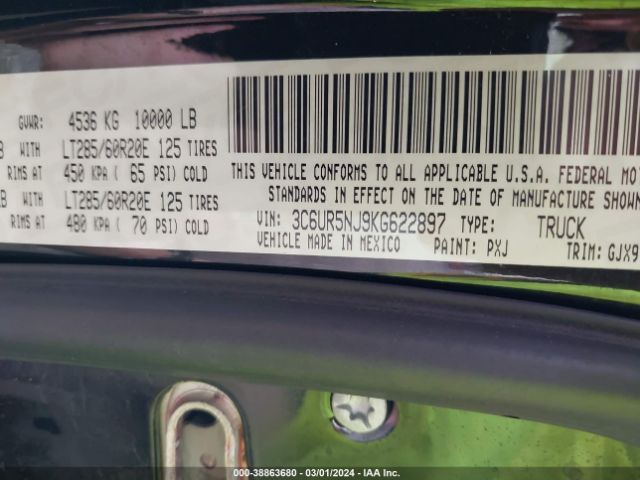 GVWR: 4536 KG 10000 LB
B WITH LT285/60R20E 125 TIRES
RIMS AT 450 KPA ( 65 PSI) COLD
LB WITH LT285/60R20E 125 TIRES
RIMS AT 480 KPA ( 70 PSI) COLD
THIS VEHICLE CONFORMS TO ALL APPLICABLE U.S.A. FEDERAL MOT
STANDARDS IN EFFECT ON THE DATE OF MANUFACTURE SHOWN
VIN: 3C6UR5NJ9KG622897 TYPE: TRUCK
VEHICLE MADE IN MEXICO PAINT: PXJ TRIM: GJX9
000-38863680 - 03/01/2024 - IAA Inc.